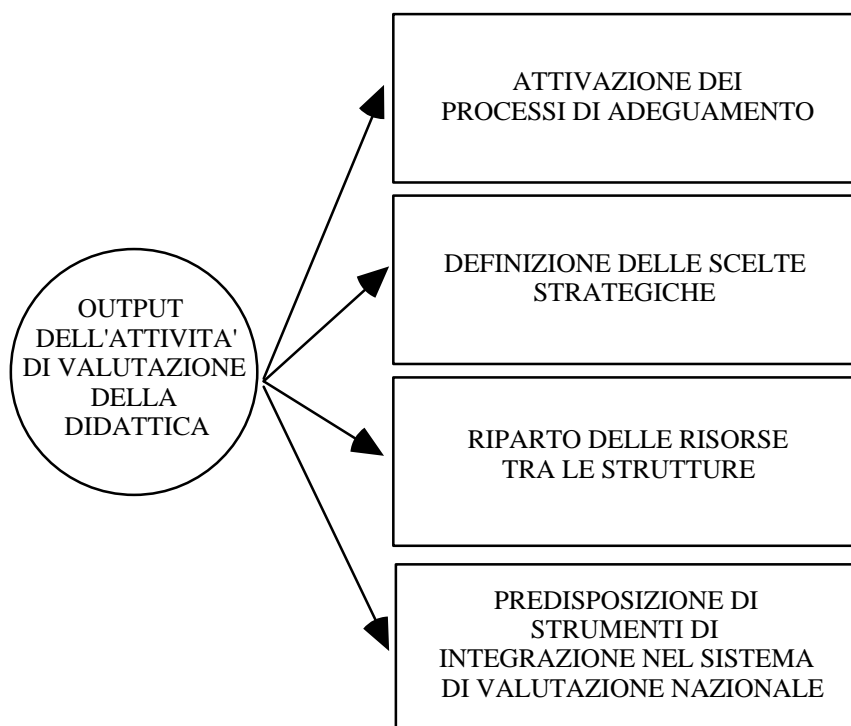 OUTPUT
DELL'ATTIVITA'
DI VALUTAZIONE
DELLA
DIDATTICA
ATTIVAZIONE DEI
PROCESSI DI ADEGUAMENTO
DEFINIZIONE DELLE SCELTE
STRATEGICHE
RIPARTO DELLE RISORSE
TRA LE STRUTTURE
PREDISPOSIZIONE DI
STRUMENTI DI
INTEGRAZIONE NEL SISTEMA
DI VALUTAZIONE NAZIONALE